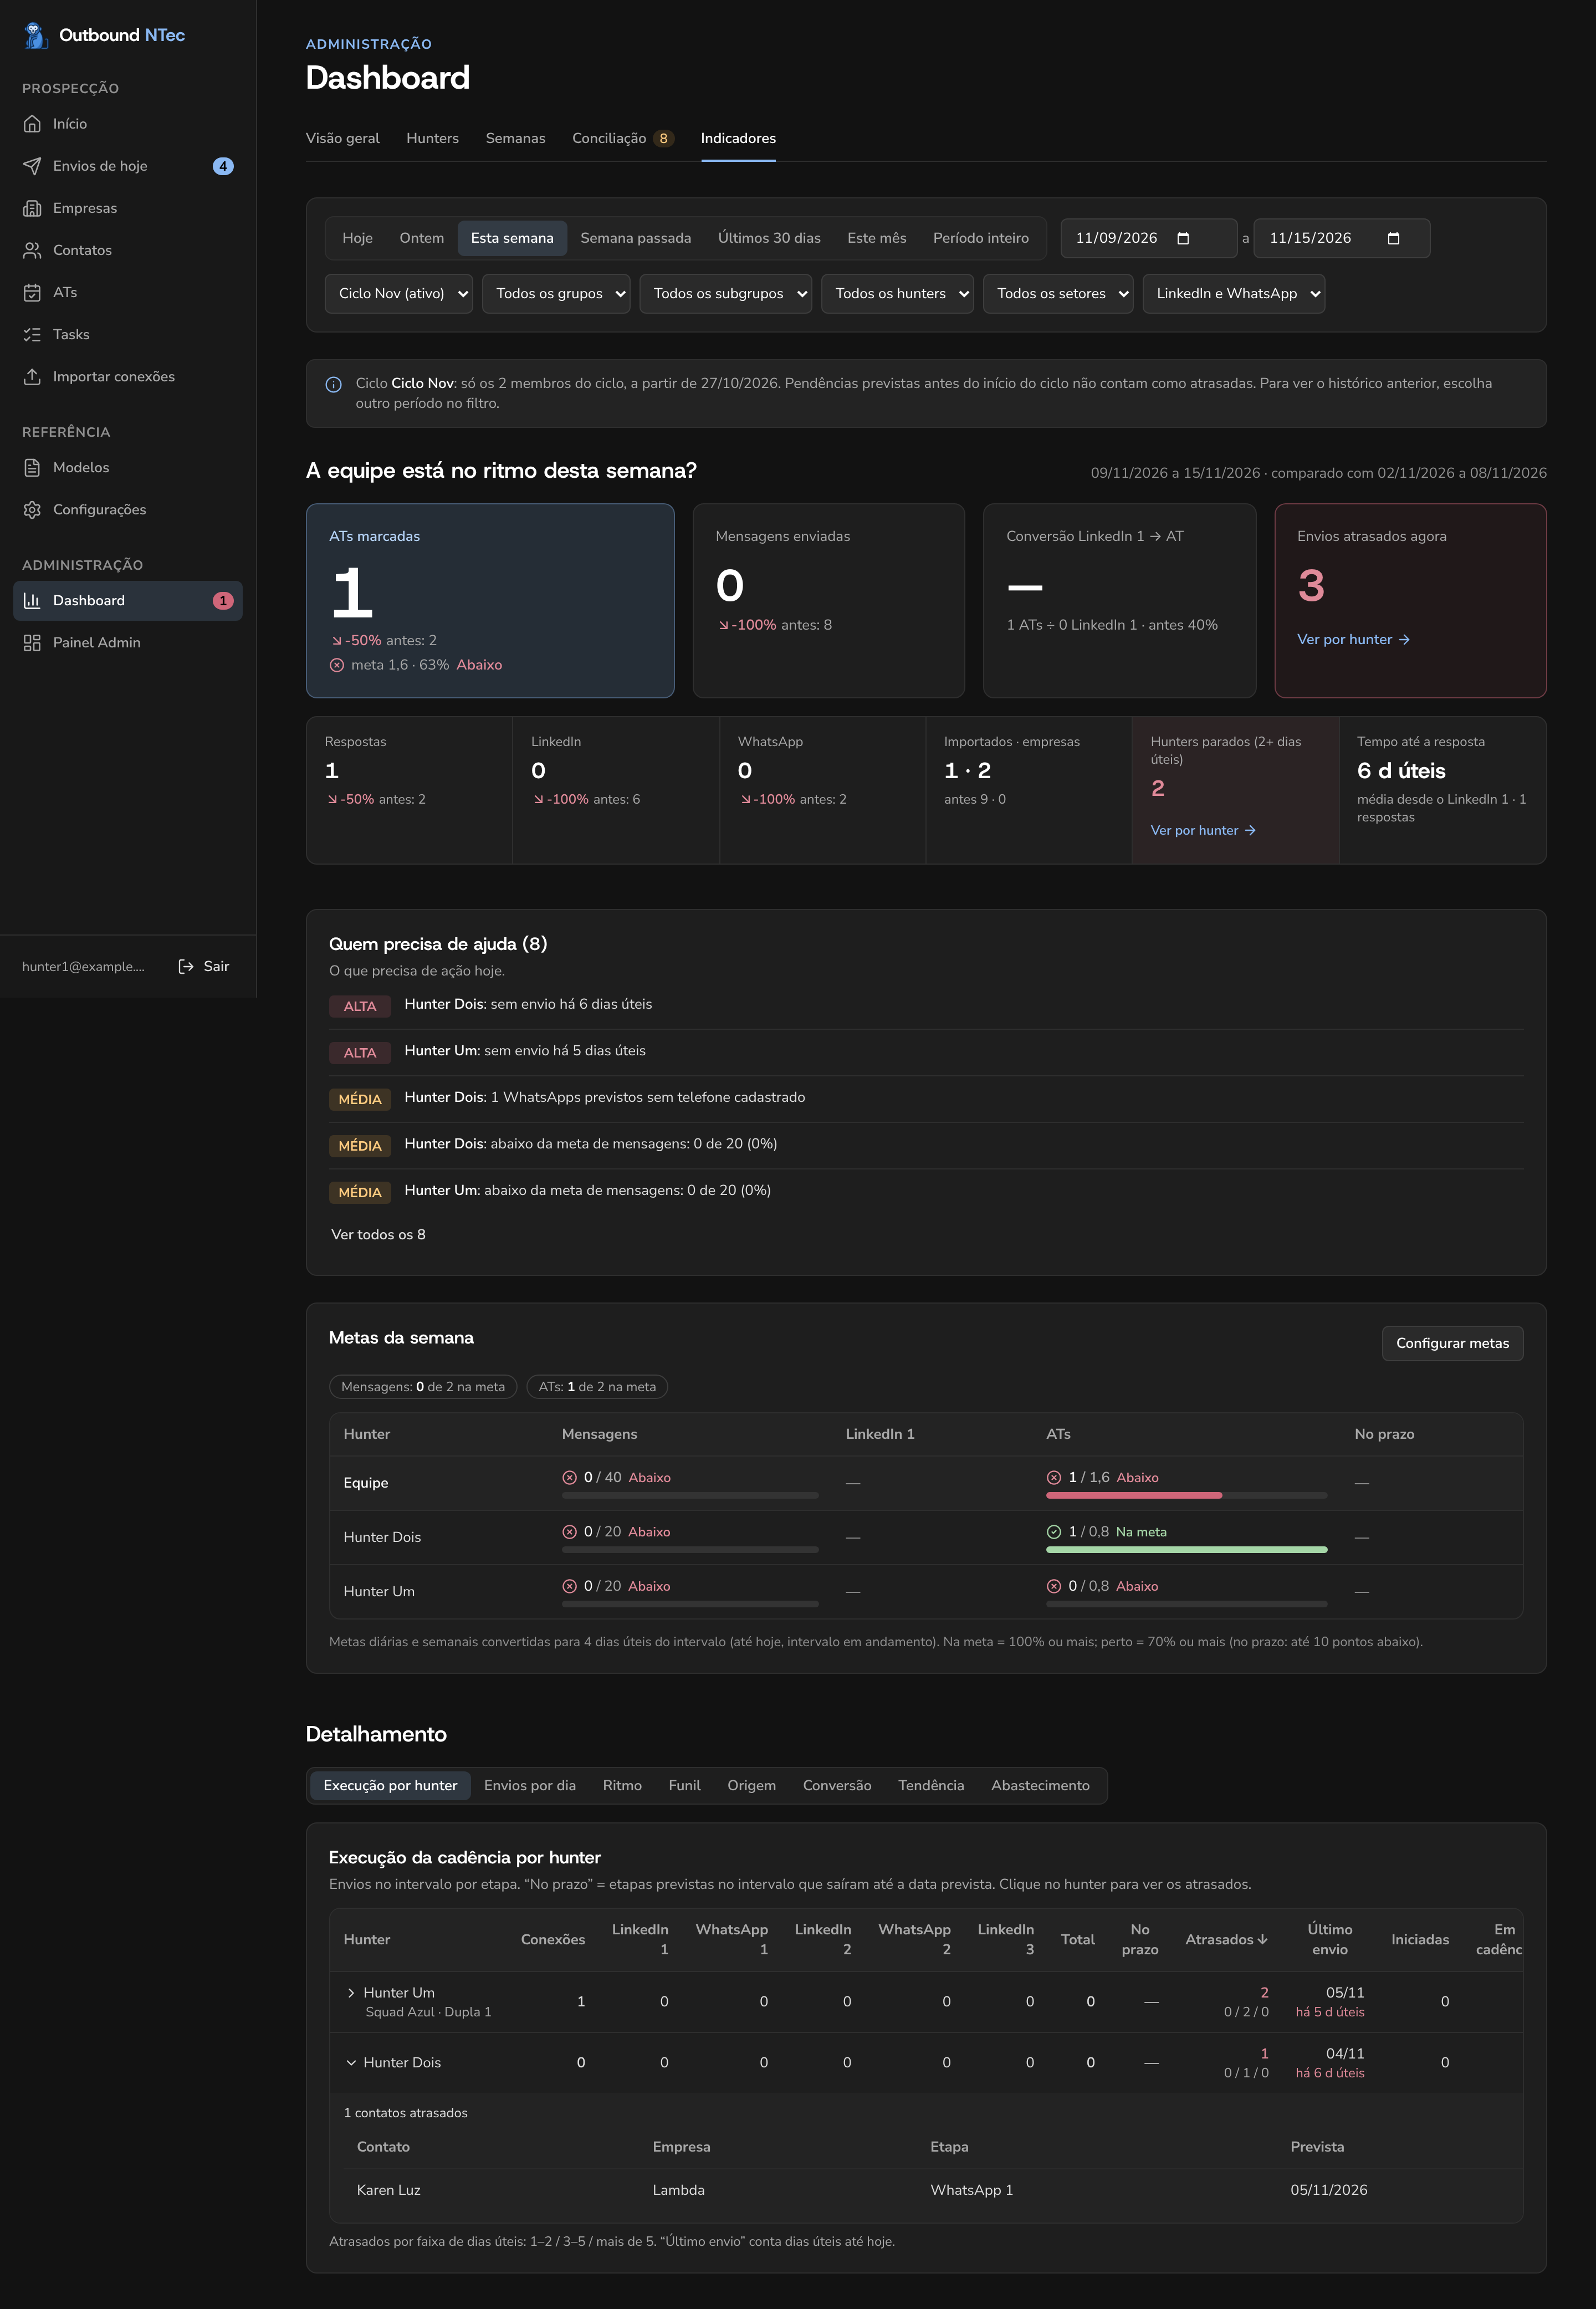 Outbound NTec
PROSPECÇÃO
Início
Envios de hoje 4
Empresas
Contatos
ATs
Tasks
Importar conexões
REFERÊNCIA
Modelos
Configurações
ADMINISTRAÇÃO
Dashboard 1
Painel Admin
hunter1@example.... Sair
ADMINISTRAÇÃO
Dashboard
Visão geral Hunters Semanas Conciliação 8 Indicadores
Hoje Ontem Esta semana Semana passada Últimos 30 dias Este mês Período inteiro 11/09/2026 a 11/15/2026
Ciclo Nov (ativo) Todos os grupos Todos os subgrupos Todos os hunters Todos os setores LinkedIn e WhatsApp
Ciclo Ciclo Nov: só os 2 membros do ciclo, a partir de 27/10/2026. Pendências previstas antes do início do ciclo não contam como atrasadas. Para ver o histórico anterior, escolha
outro período no filtro.
A equipe está no ritmo desta semana?
09/11/2026 a 15/11/2026 · comparado com 02/11/2026 a 08/11/2026
ATs marcadas
1
↘-50% antes: 2
meta 1,6 · 63% Abaixo
Mensagens enviadas
0
↘-100% antes: 8
Conversão LinkedIn 1 → AT
—
1 ATs ÷ 0 LinkedIn 1 · antes 40%
Envios atrasados agora
3
Ver por hunter →
Respostas
1
↘-50% antes: 2
LinkedIn
0
↘-100% antes: 6
WhatsApp
0
↘-100% antes: 2
Importados · empresas
1 · 2
antes 9 · 0
Hunters parados (2+ dias
úteis)
2
Ver por hunter →
Tempo até a resposta
6 d úteis
média desde o LinkedIn 1 · 1
respostas
Quem precisa de ajuda (8)
O que precisa de ação hoje.
ALTA Hunter Dois: sem envio há 6 dias úteis
ALTA Hunter Um: sem envio há 5 dias úteis
MÉDIA Hunter Dois: 1 WhatsApps previstos sem telefone cadastrado
MÉDIA Hunter Dois: abaixo da meta de mensagens: 0 de 20 (0%)
MÉDIA Hunter Um: abaixo da meta de mensagens: 0 de 20 (0%)
Ver todos os 8
Metas da semana
Configurar metas
Mensagens: 0 de 2 na meta ATs: 1 de 2 na meta
Hunter Mensagens LinkedIn 1 ATs No prazo
Equipe 0 / 40 Abaixo — 1 / 1,6 Abaixo —
Hunter Dois 0 / 20 Abaixo — 1 / 0,8 Na meta —
Hunter Um 0 / 20 Abaixo — 0 / 0,8 Abaixo —
Metas diárias e semanais convertidas para 4 dias úteis do intervalo (até hoje, intervalo em andamento). Na meta = 100% ou mais; perto = 70% ou mais (no prazo: até 10 pontos abaixo).
Detalhamento
Execução por hunter Envios por dia Ritmo Funil Origem Conversão Tendência Abastecimento
Execução da cadência por hunter
Envios no intervalo por etapa. “No prazo” = etapas previstas no intervalo que saíram até a data prevista. Clique no hunter para ver os atrasados.
Hunter Conexões LinkedIn 1 WhatsApp 1 LinkedIn 2 WhatsApp 2 LinkedIn 3 Total No prazo Atrasados ↓ Último envio Iniciadas Em cadênc
Hunter Um 1 0 0 0 0 0 0 — 2 05/11 0
Squad Azul · Dupla 1 0 / 2 / 0 há 5 d úteis
Hunter Dois 0 0 0 0 0 0 0 — 1 04/11 0
0 / 1 / 0 há 6 d úteis
1 contatos atrasados
Contato Empresa Etapa Prevista
Karen Luz Lambda WhatsApp 1 05/11/2026
Atrasados por faixa de dias úteis: 1–2 / 3–5 / mais de 5. “Último envio” conta dias úteis até hoje.